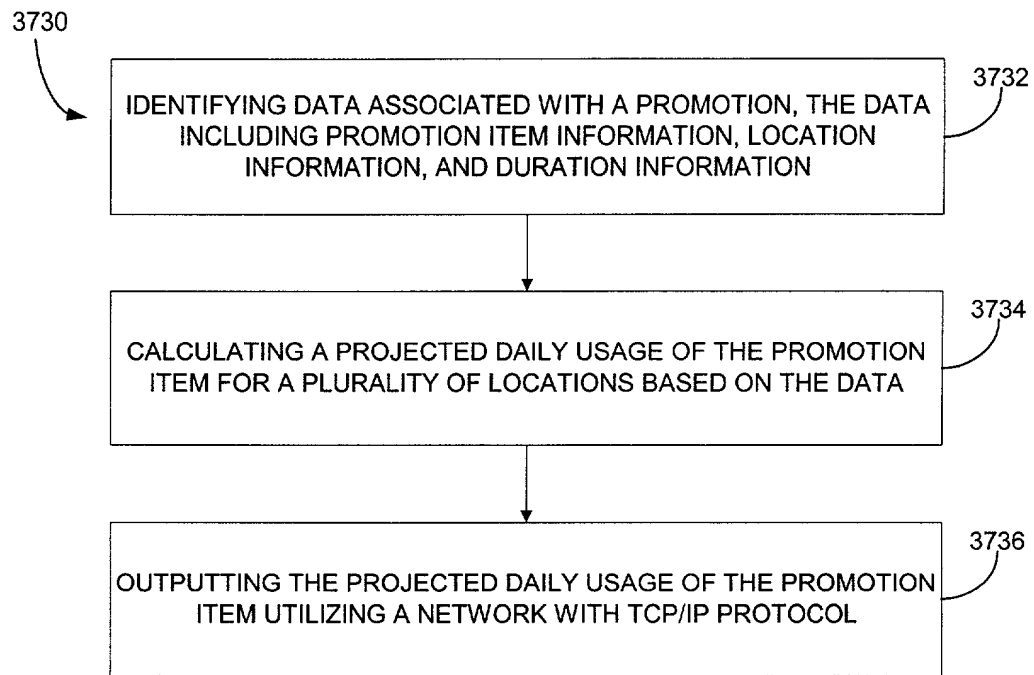 3730
3732
IDENTIFYING DATA ASSOCIATED WITH A PROMOTION, THE DATA
INCLUDING PROMOTION ITEM INFORMATION, LOCATION
INFORMATION, AND DURATION INFORMATION
3734
CALCULATING A PROJECTED DAILY USAGE OF THE PROMOTION
ITEM FOR A PLURALITY OF LOCATIONS BASED ON THE DATA
3736
OUTPUTTING THE PROJECTED DAILY USAGE OF THE PROMOTION
ITEM UTILIZING A NETWORK WITH TCP/IP PROTOCOL